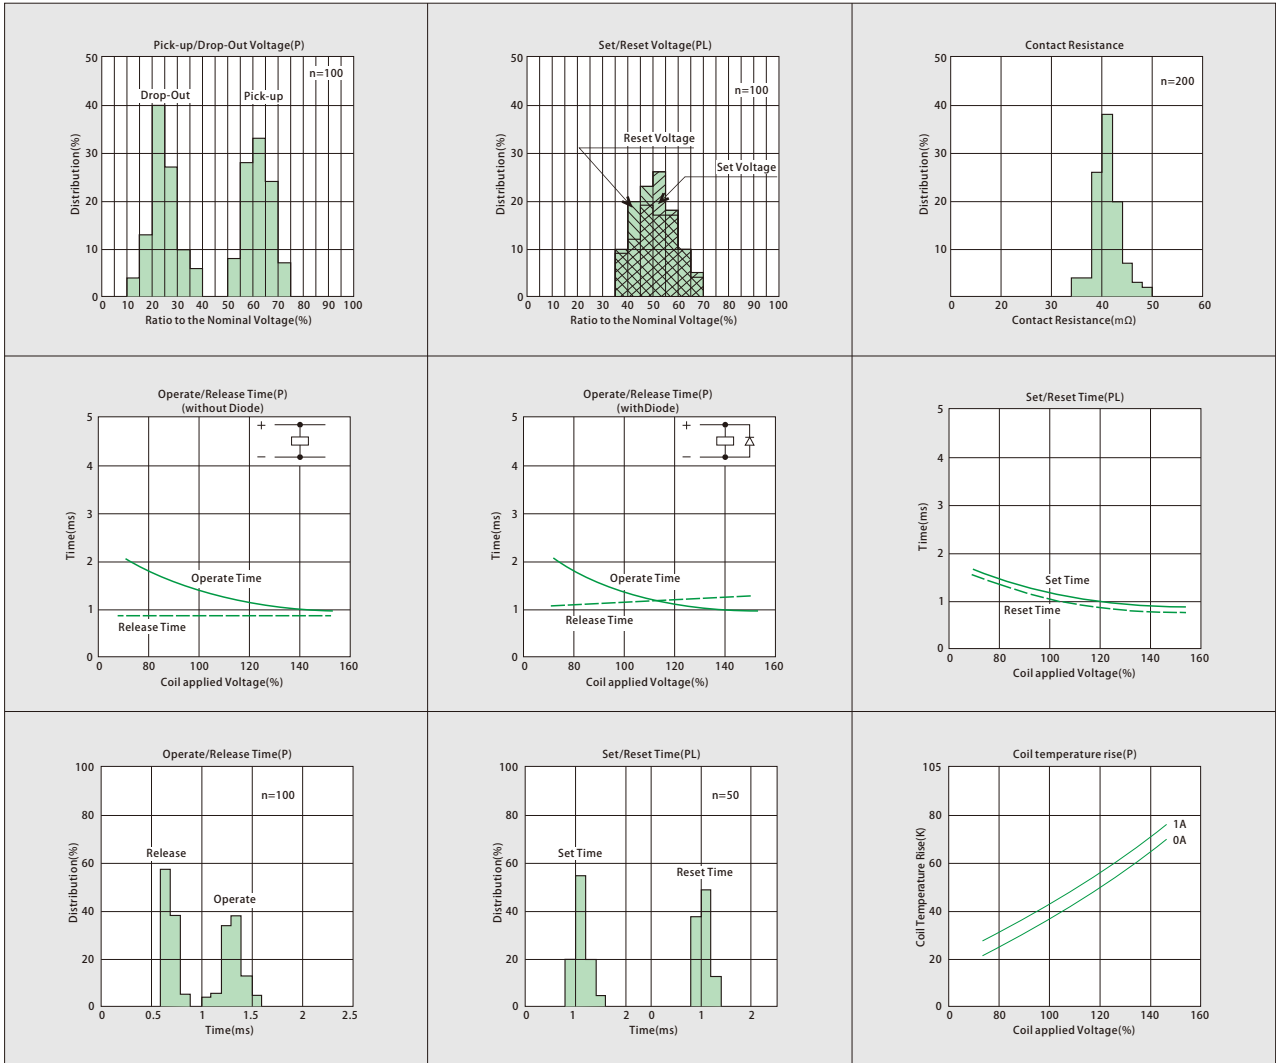 Pick-up/Drop-Out Voltage(P)
50
40
30
20
10
0
Distribution(%)
n=100
Drop-Out
Pick-up
0 10 20 30 40 50 60 70 80 90 100
Ratio to the Nominal Voltage(%)
Set/Reset Voltage(PL)
50
40
30
20
10
0
Distribution(%)
n=100
Reset Voltage
Set Voltage
0 10 20 30 40 50 60 70 80 90 100
Ratio to the Nominal Voltage(%)
Contact Resistance
50
40
30
20
10
0
Distribution(%)
n=200
0 20 30 40 50 60
Contact Resistance(mΩ)
Operate/Release Time(P)
(without Diode)
5
4
3
2
1
0
Time(ms)
+
−
Operate Time
Release Time
0 80 100 120 140 160
Coil applied Voltage(%)
Operate/Release Time(P)
(withDiode)
5
4
3
2
1
0
Time(ms)
+
−
Operate Time
Release Time
0 80 100 120 140 160
Coil applied Voltage(%)
Set/Reset Time(PL)
5
4
3
2
1
0
Time(ms)
Set Time
Reset Time
0 80 100 120 140 160
Coil applied Voltage(%)
Operate/Release Time(P)
100
80
60
40
20
0
Distribution(%)
n=100
Release
Operate
0 0.5 1 1.5 2 2.5
Time(ms)
Set/Reset Time(PL)
100
80
60
40
20
0
Distribution(%)
n=50
Set Time
Reset Time
0 1 2 0 1 2
Time(ms)
Coil temperature rise(P)
105
80
60
40
20
0
Coil Temperature Rise(K)
1A
0A
0 80 100 120 140 160
Coil applied Voltage(%)